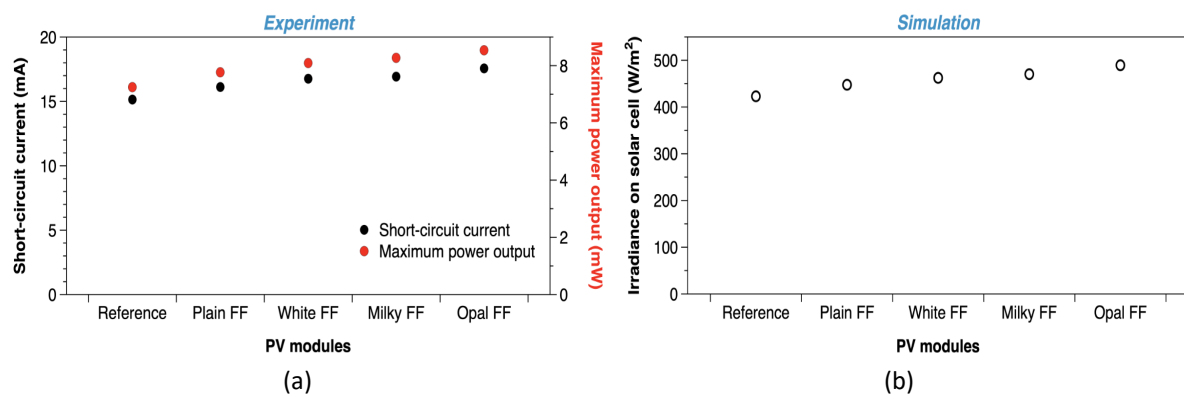 Experiment
Short-circuit current (mA)
20
15
10
5
0
Maximum power output (mW)
8
6
4
2
0
Short-circuit current
Maximum power output
Reference Plain FF White FF Milky FF Opal FF
PV modules
(a)
Simulation
Irradiance on solar cell (W/m²)
500
400
300
200
100
0
Reference Plain FF White FF Milky FF Opal FF
PV modules
(b)